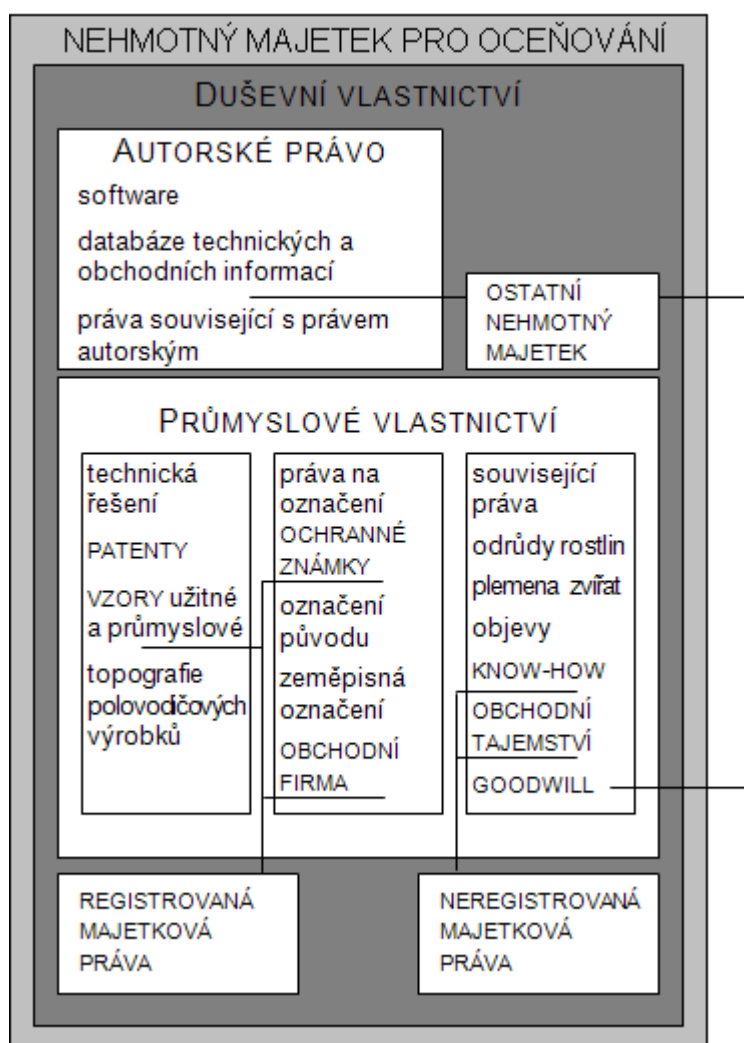 NEHMOTNÝ MAJETEK PRO OCEŇOVÁNÍ
DUŠEVNÍ VLASTNICTVÍ
AUTORSKÉ PRÁVO
software
databáze technických a
obchodních informací
práva související s právem
autorským
OSTATNÍ
NEHMOTNÝ
MAJETEK
PRŮMYSLOVÉ VLASTNICTVÍ
technická
řešení
PATENTY
VZORY užitné
a průmyslové
topografie
polovodičových
výrobků
práva na
označení
OCHRANNÉ
ZNÁMKY
označení
původu
zeměpisná
označení
OBCHODNÍ
FIRMA
související
práva
odrůdy rostlin
plemena zvířat
objevy
KNOW-HOW
OBCHODNÍ
TAJEMSTVÍ
GOODWILL
REGISTROVANÁ
MAJETKOVÁ
PRÁVA
NEREGISTROVANÁ
MAJETKOVÁ
PRÁVA